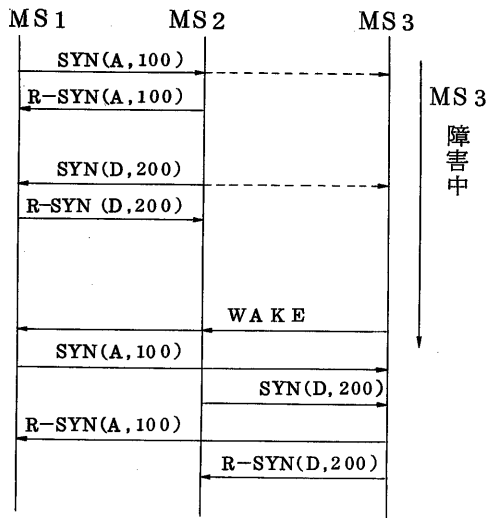 MS1
MS2
MS3
SYN(A,100)
R-SYN(A,100)
MS3
障害中
SYN(D,200)
R-SYN (D,200)
WAKE
SYN(A,100)
SYN(D,200)
R-SYN(A,100)
R-SYN(D,200)